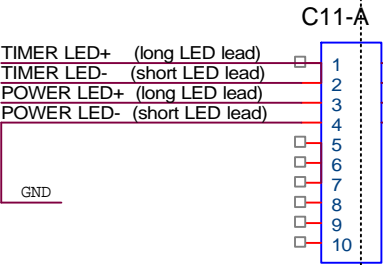 C11-A
TIMER LED+ (long LED lead)
1
TIMER LED- (short LED lead)
2
POWER LED+ (long LED lead)
3
POWER LED- (short LED lead)
4
5
6
7
GND
8
9
10